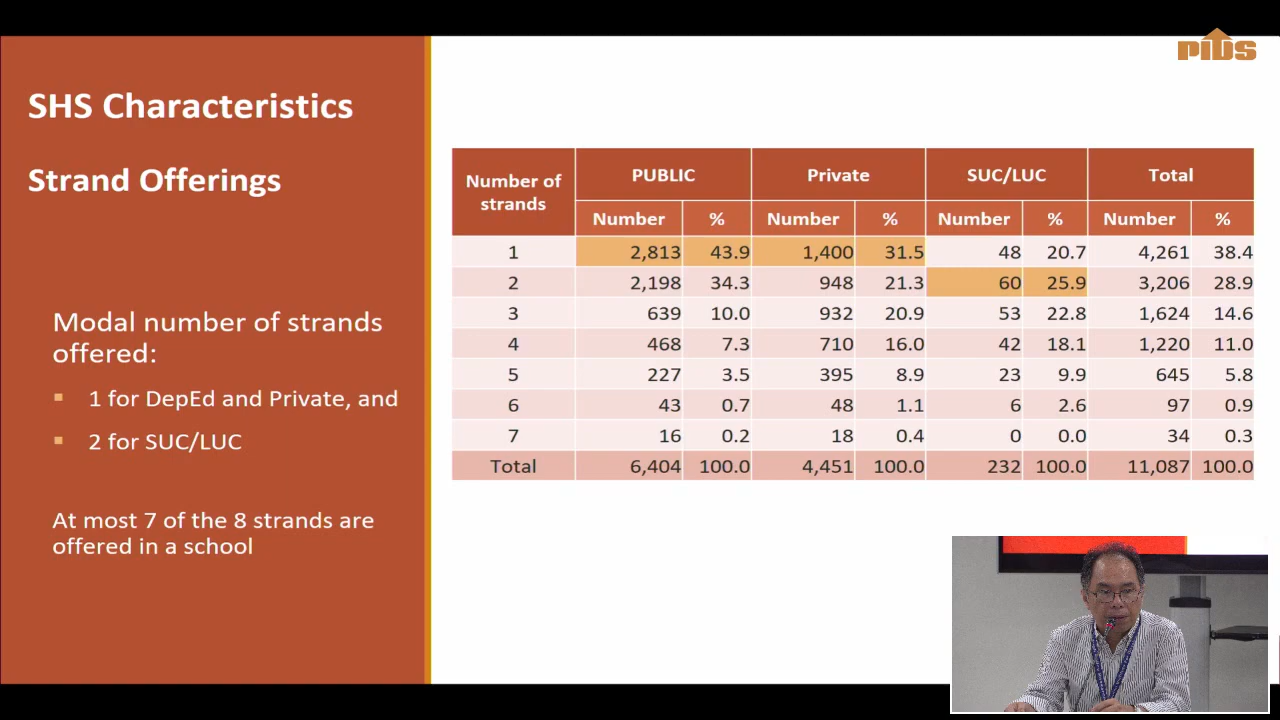 PIDS
SHS Characteristics
Strand Offerings
Modal number of strands
offered:
▪ 1 for DepEd and Private, and
▪ 2 for SUC/LUC
At most 7 of the 8 strands are
offered in a school
Number of
strands
PUBLIC Private SUC/LUC Total
Number % Number % Number % Number %
1 2,813 43.9 1,400 31.5 48 20.7 4,261 38.4
2 2,198 34.3 948 21.3 60 25.9 3,206 28.9
3 639 10.0 932 20.9 53 22.8 1,624 14.6
4 468 7.3 710 16.0 42 18.1 1,220 11.0
5 227 3.5 395 8.9 23 9.9 645 5.8
6 43 0.7 48 1.1 6 2.6 97 0.9
7 16 0.2 18 0.4 0 0.0 34 0.3
Total 6,404 100.0 4,451 100.0 232 100.0 11,087 100.0